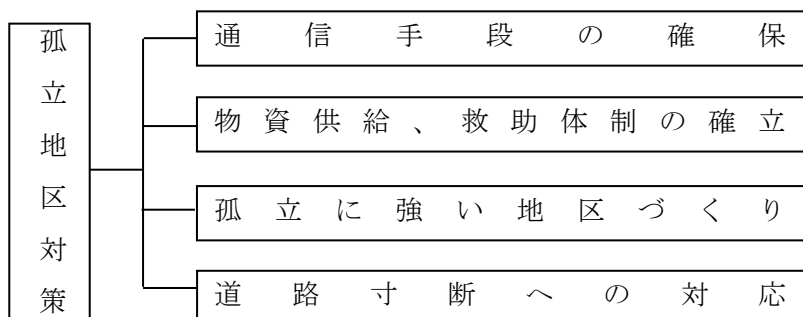 孤立地区対策
通信手段の確保
物資供給、救助体制の確立
孤立に強い地区づくり
道路寸断への対応